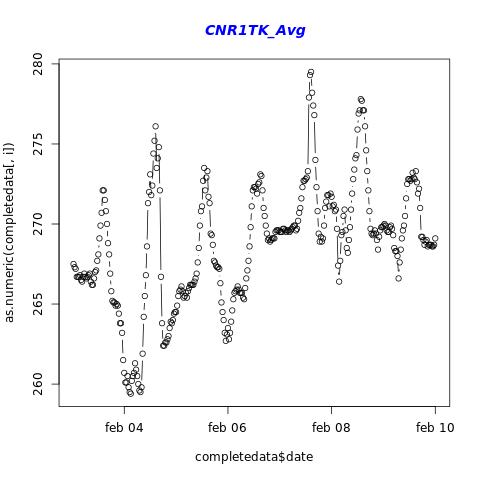 CNR1TK_Avg
280
275
270
265
260
as.numeric(completedata[, i])
feb 04 feb 06 feb 08 feb 10
completedata$date